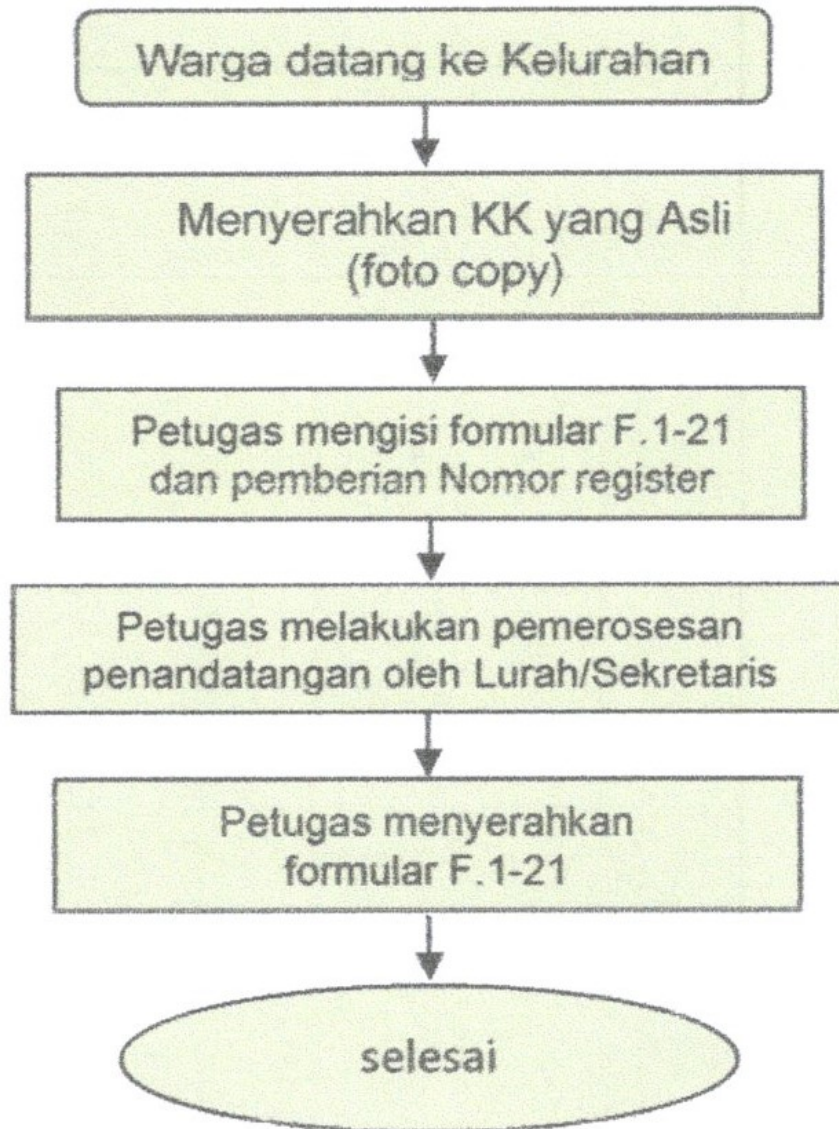 Warga datang ke Kelurahan
Menyerahkan KK yang Asli
(foto copy)
Petugas mengisi formular F.1-21
dan pemberian Nomor register
Petugas melakukan pemerosesan
penandatangan oleh Lurah/Sekretaris
Petugas menyerahkan
formular F.1-21
selesai